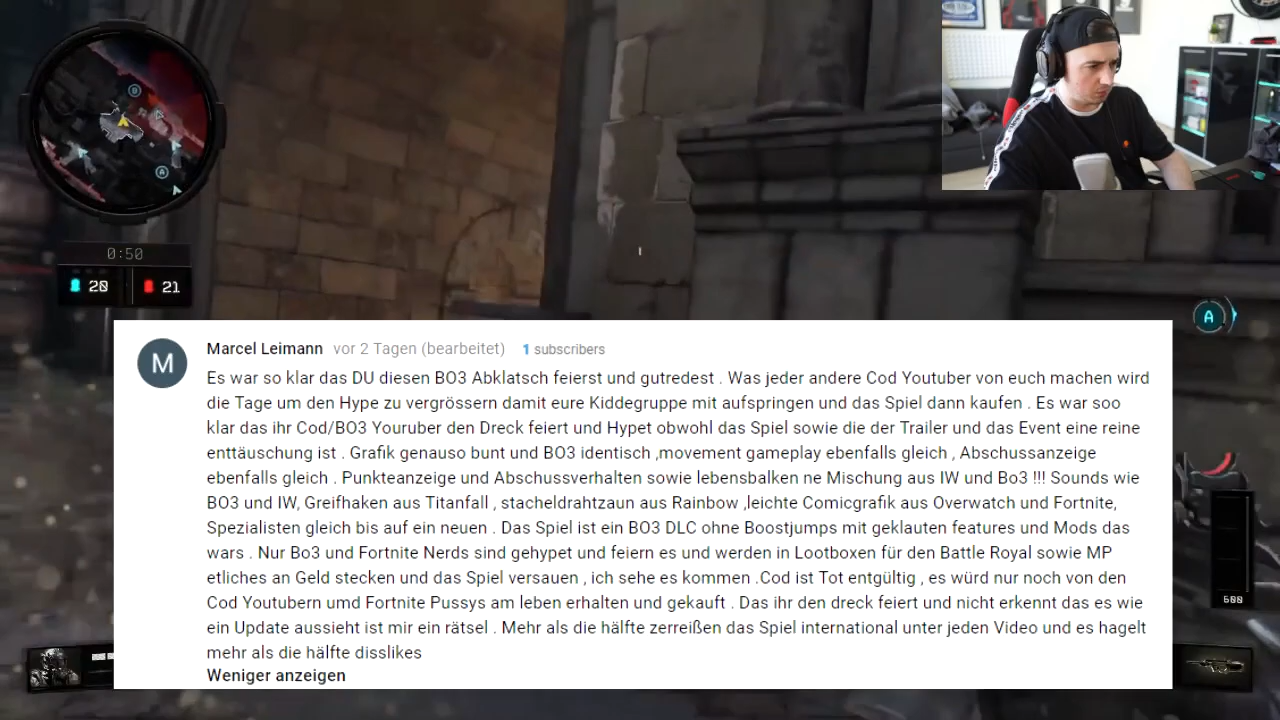 B
A
0:50
20
21
A
Marcel Leimann vor 2 Tagen (bearbeitet) 1 subscribers
M
Es war so klar das DU diesen BO3 Abklatsch feierst und gutredest . Was jeder andere Cod Youtuber von euch machen wird
die Tage um den Hype zu vergrössern damit eure Kiddegruppe mit aufspringen und das Spiel dann kaufen . Es war soo
klar das ihr Cod/BO3 Youruber den Dreck feiert und Hypet obwohl das Spiel sowie die der Trailer und das Event eine reine
enttäuschung ist . Grafik genauso bunt und BO3 identisch ,movement gameplay ebenfalls gleich , Abschussanzeige
ebenfalls gleich . Punkteanzeige und Abschussverhalten sowie lebensbalken ne Mischung aus IW und Bo3 !!! Sounds wie
BO3 und IW, Greifhaken aus Titanfall , stacheldrahtzaun aus Rainbow ,leichte Comicgrafik aus Overwatch und Fortnite,
Spezialisten gleich bis auf ein neuen . Das Spiel ist ein BO3 DLC ohne Boostjumps mit geklauten features und Mods das
wars . Nur Bo3 und Fortnite Nerds sind gehypet und feiern es und werden in Lootboxen für den Battle Royal sowie MP
etliches an Geld stecken und das Spiel versauen , ich sehe es kommen .Cod ist Tot entgültig , es würd nur noch von den
Cod Youtubern umd Fortnite Pussys am leben erhalten und gekauft . Das ihr den dreck feiert und nicht erkennt das es wie
ein Update aussieht ist mir ein rätsel . Mehr als die hälfte zerreißen das Spiel international unter jeden Video und es hagelt
mehr als die hälfte disslikes
Weniger anzeigen
600